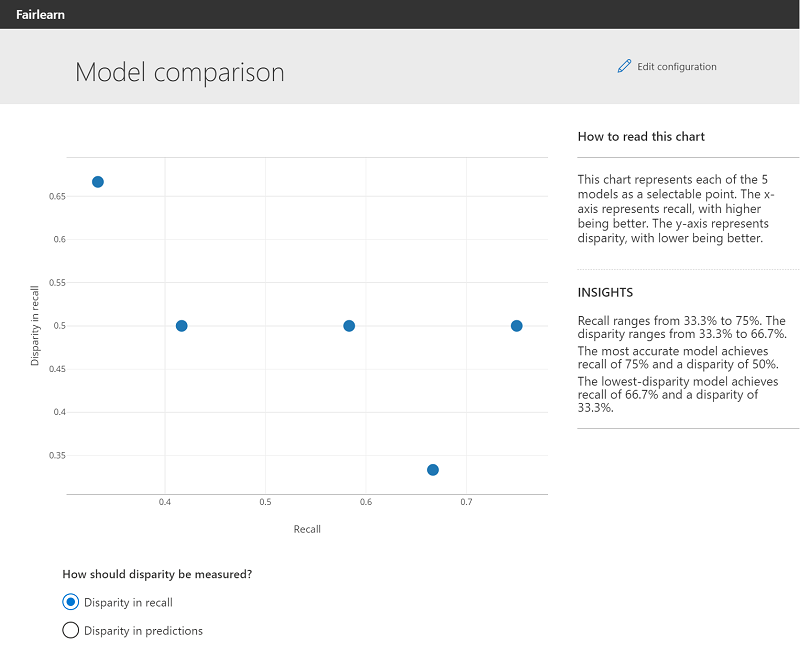 Fairlearn
Model comparison
Edit configuration
0.65
0.6
0.55
0.5
0.45
0.4
0.35
Disparity in recall
0.4
0.5
0.6
0.7
Recall
How to read this chart
This chart represents each of the 5
models as a selectable point. The x-
axis represents recall, with higher
being better. The y-axis represents
disparity, with lower being better.
INSIGHTS
Recall ranges from 33.3% to 75%. The
disparity ranges from 33.3% to 66.7%.
The most accurate model achieves
recall of 75% and a disparity of 50%.
The lowest-disparity model achieves
recall of 66.7% and a disparity of
33.3%.
How should disparity be measured?
Disparity in recall
Disparity in predictions